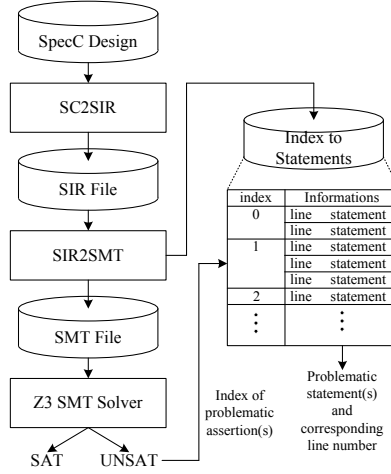 SpecC Design
SC2SIR
SIR File
SIR2SMT
SMT File
Z3 SMT Solver
SAT
UNSAT
Index to
Statements
index Informations
0 line statement
line statement
1 line statement
line statement
line statement
2 line statement
Index of
problematic
assertion(s)
Problematic
statement(s)
and
corresponding
line number